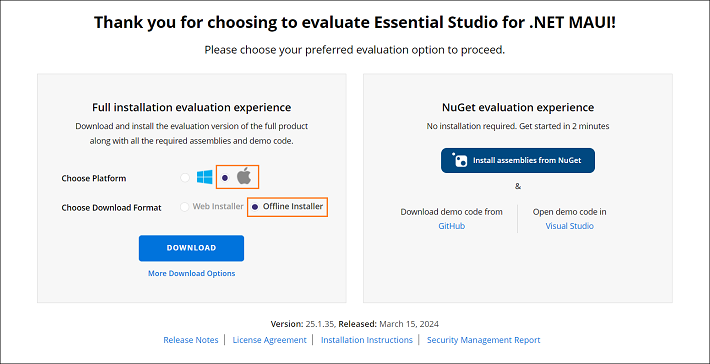 Thank you for choosing to evaluate Essential Studio for .NET MAUI!
Please choose your preferred evaluation option to proceed.
Full installation evaluation experience
Download and install the evaluation version of the full product
along with all the required assemblies and demo code.
Choose Platform
Choose Download Format
Web Installer
Offline Installer
DOWNLOAD
More Download Options
NuGet evaluation experience
No installation required. Get started in 2 minutes
Install assemblies from NuGet
&
Download demo code from
GitHub
Open demo code in
Visual Studio
Version: 25.1.35, Released: March 15, 2024
Release Notes | License Agreement | Installation Instructions | Security Management Report